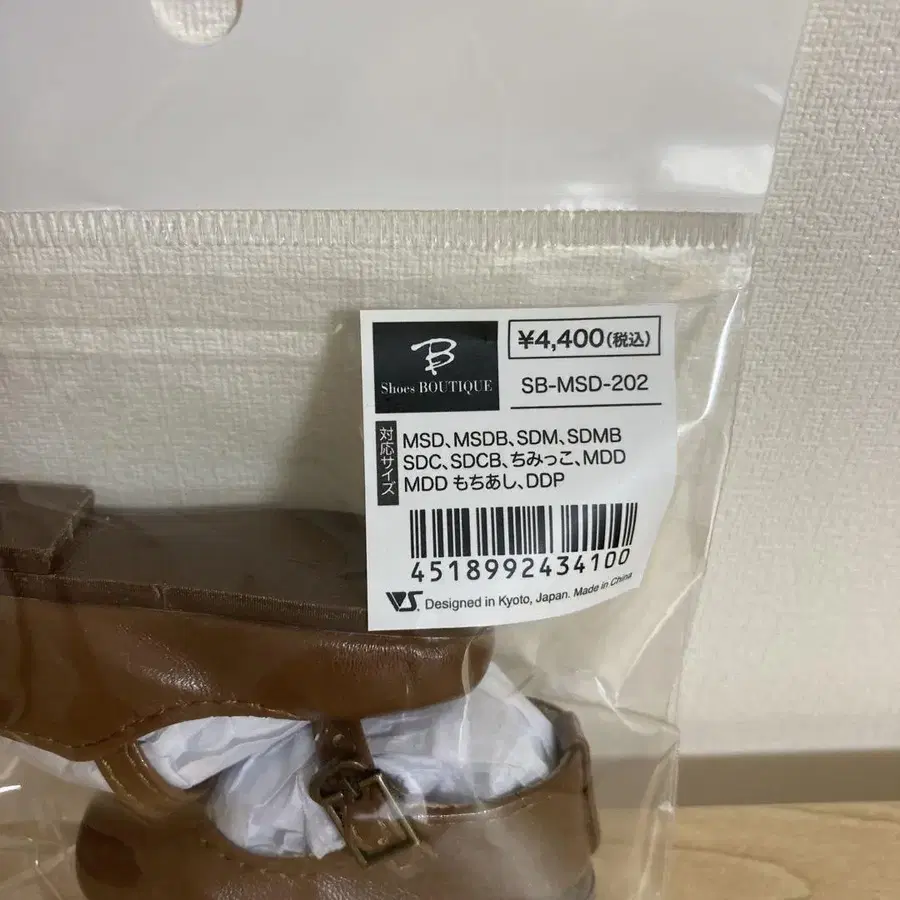 B
Shoes BOUTIQUE
¥4,400(税込)
SB-MSD-202
対応サイズ
MSD、MSDB、SDM、SDMB
SDC、SDCB、ちみっこ、MDD
MDD もちあし、DDP
4518992434100
VS. Designed in Kyoto, Japan. Made in China